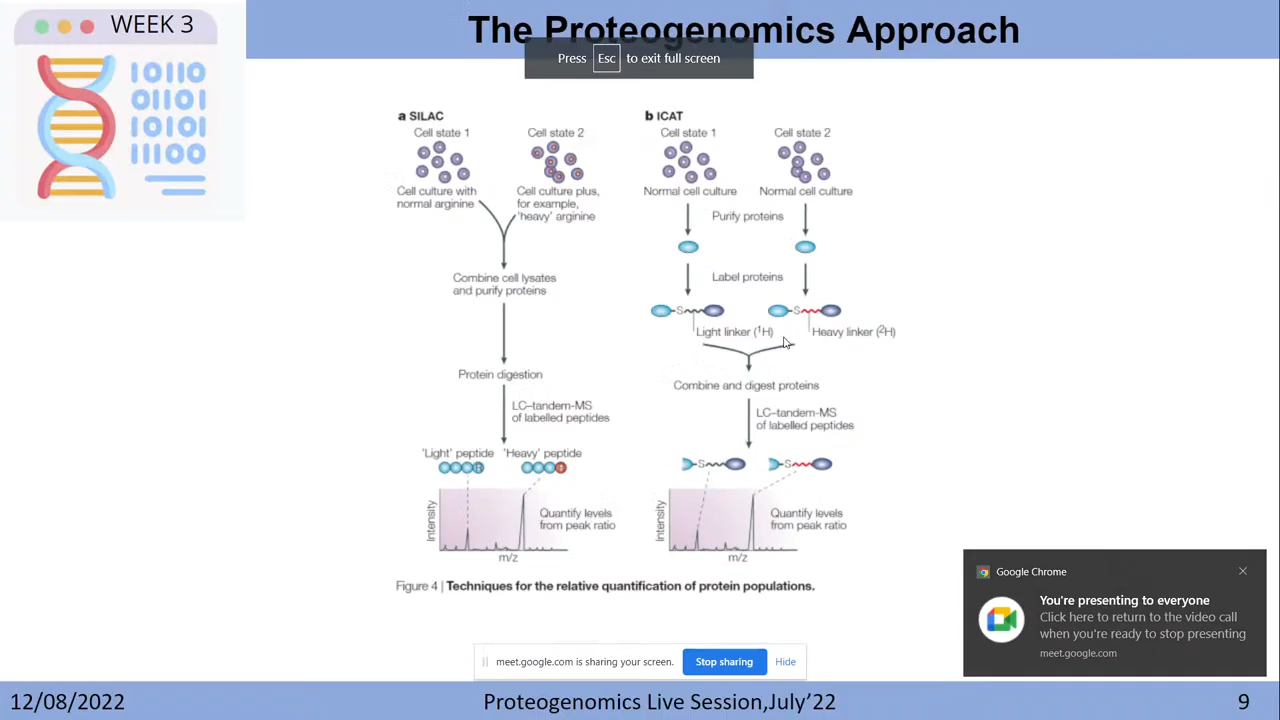 WEEK 3
10110
01101
10101
11100
The Proteogenomics Approach
Press Esc to exit full screen
a SILAC
Cell state 1
Cell state 2
Cell culture with
normal arginine
Cell culture plus,
for example,
'heavy' arginine
Combine cell lysates
and purify proteins
Protein digestion
LC–tandem-MS
of labelled peptides
'Light' peptide
'Heavy' peptide
Intensity
m/z
Quantify levels
from peak ratio
b ICAT
Cell state 1
Cell state 2
Normal cell culture
Normal cell culture
Purify proteins
Label proteins
S
S
Light linker (¹H)
Heavy linker (²H)
Combine and digest proteins
LC–tandem-MS
of labelled peptides
S
S
Intensity
m/z
Quantify levels
from peak ratio
Figure 4 | Techniques for the relative quantification of protein populations.
Google Chrome
You're presenting to everyone
Click here to return to the video call
when you're ready to stop presenting
meet.google.com
meet.google.com is sharing your screen.
Stop sharing
Hide
12/08/2022
Proteogenomics Live Session,July'22
9